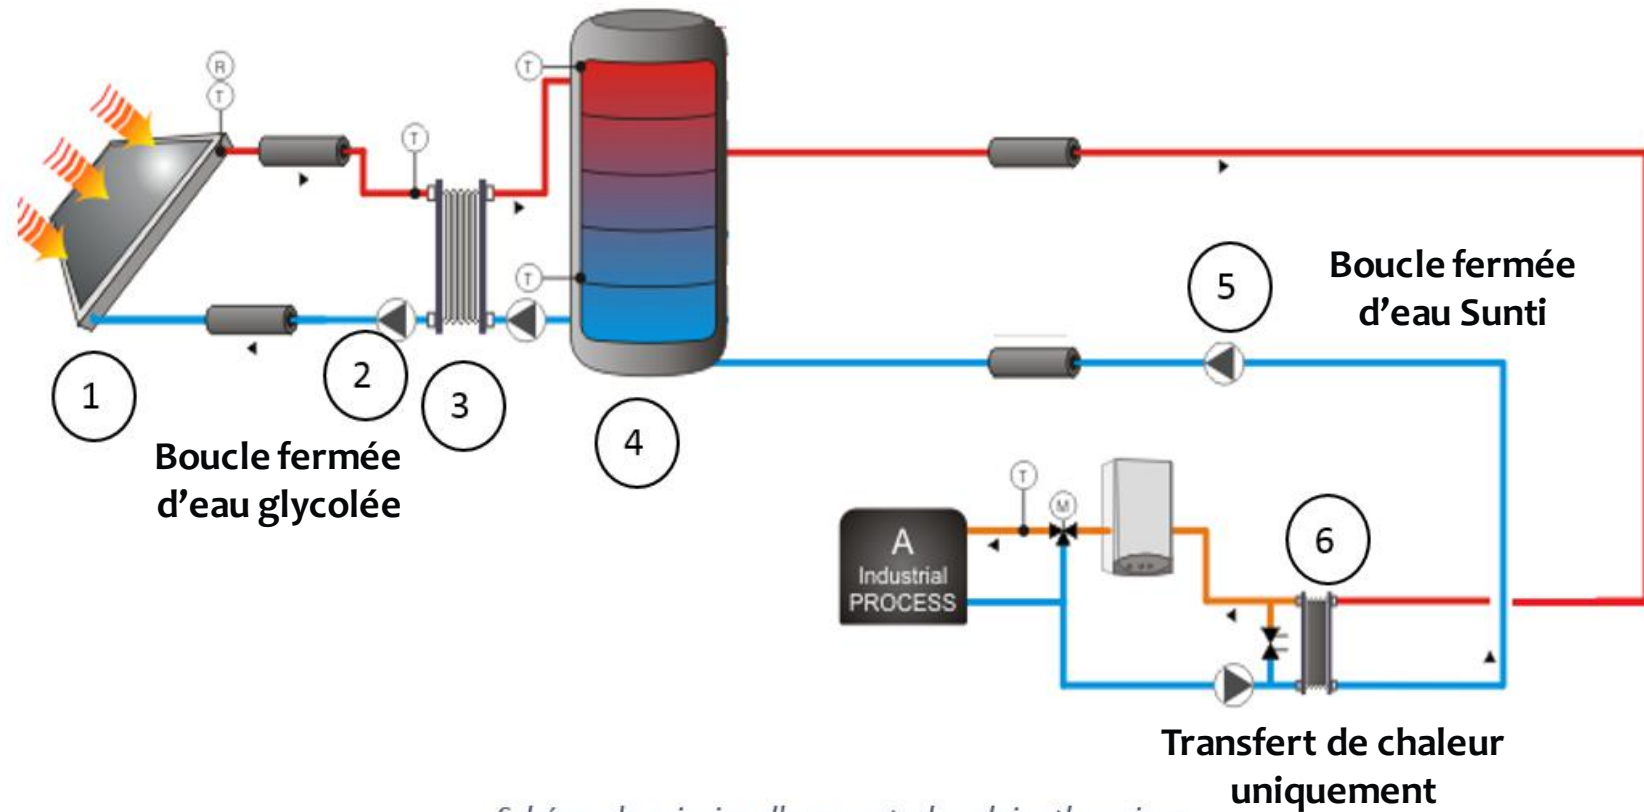 R
T
T
T
T
1
2
3
4
5
6
Boucle fermée
d’eau glycolée
Boucle fermée
d’eau Sunti
T
M
A
Industrial
PROCESS
Transfert de chaleur
uniquement